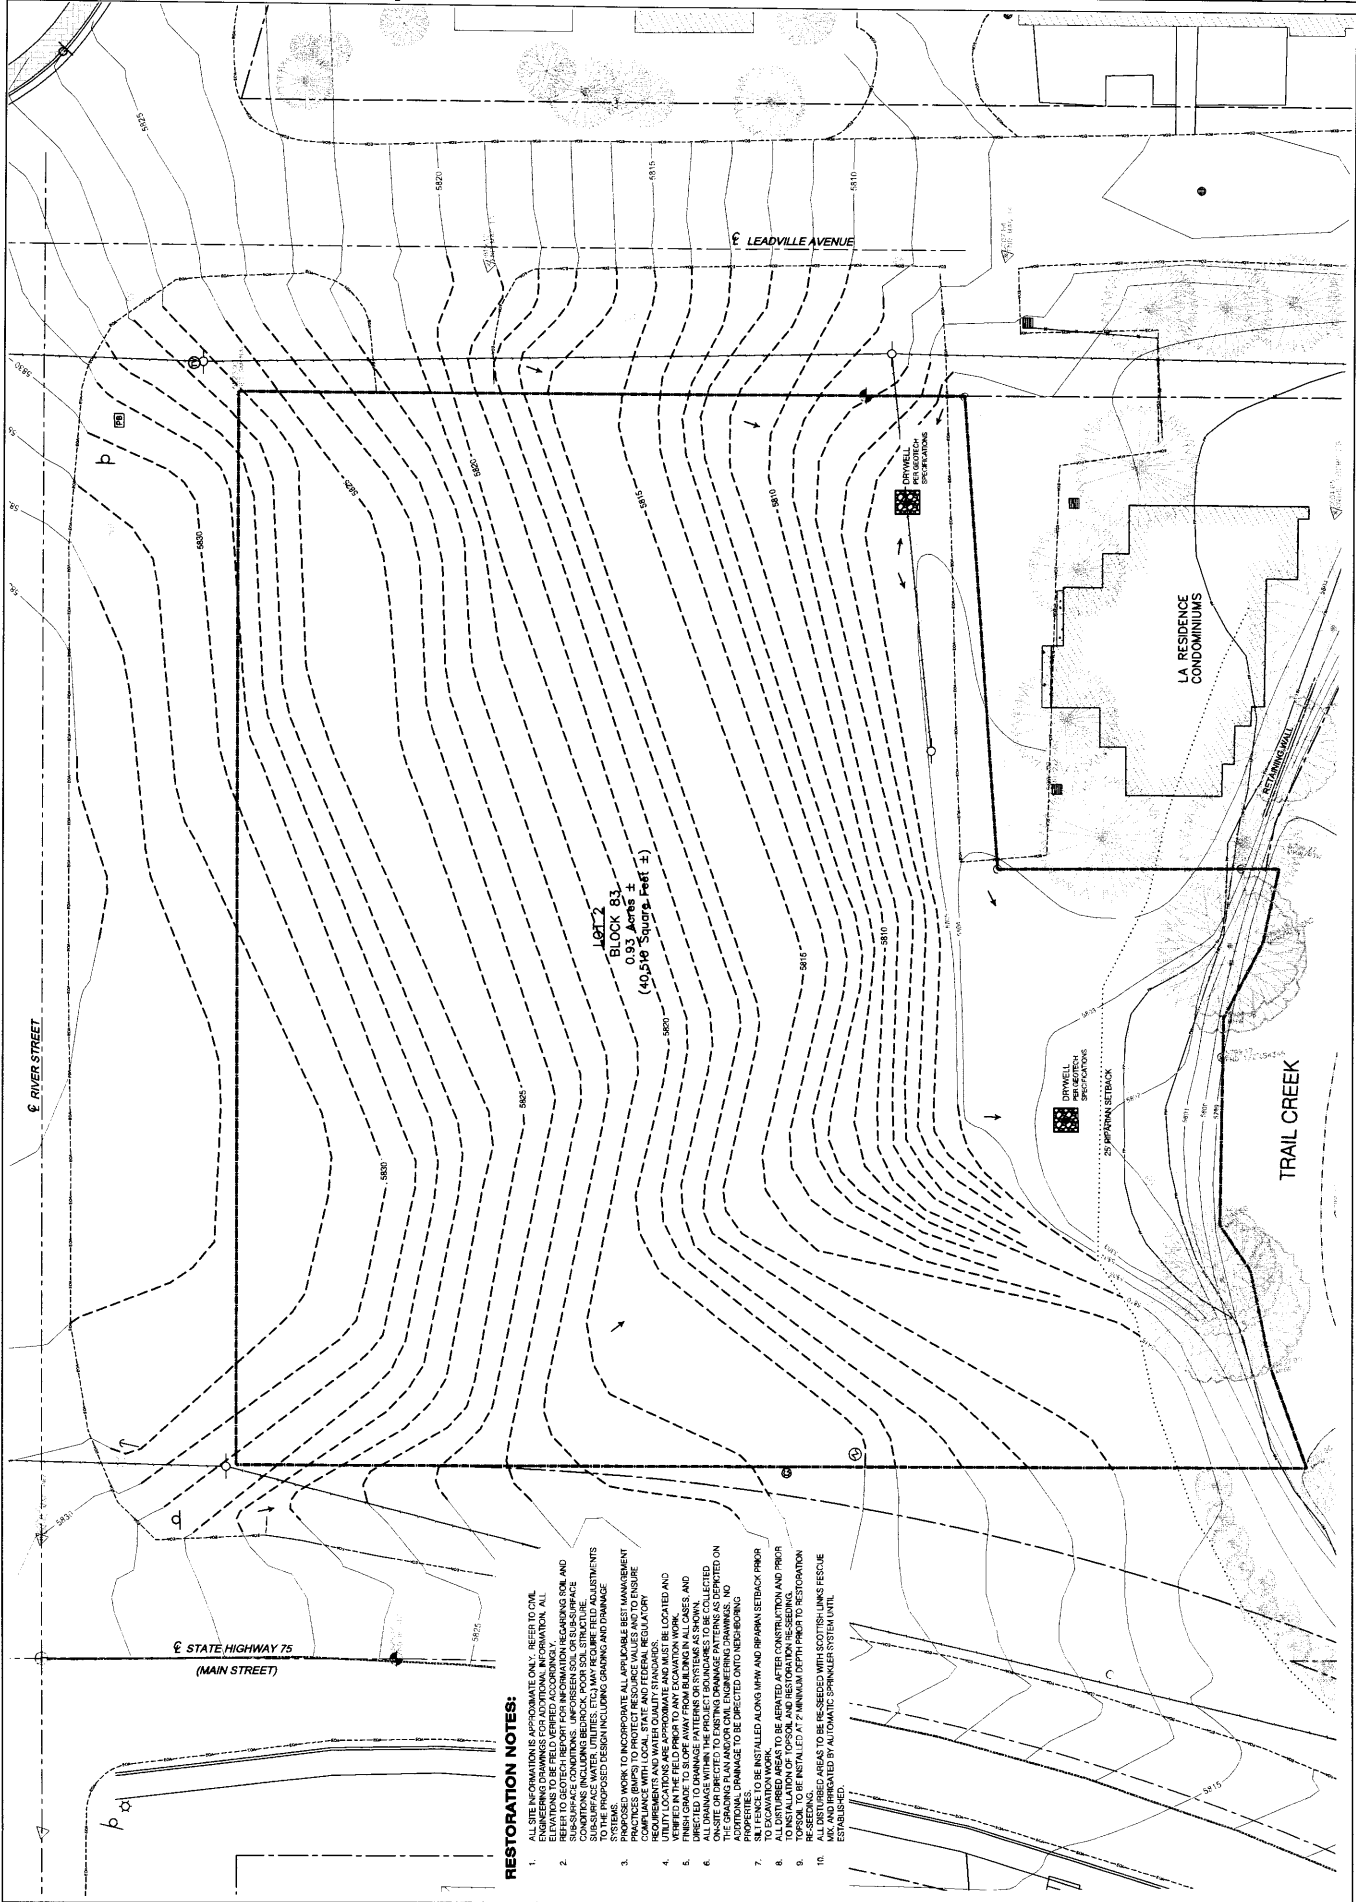 ℄ RIVER STREET
℄ LEADVILLE AVENUE
℄ STATE HIGHWAY 75
(MAIN STREET)
5825
5820
5815
5810
5830
5830
5825
5820
5815
5810
PB
DRYWELL
PER GEOTECH
SPECIFICATIONS
LA RESIDENCE
CONDOMINIUMS
RETAINING WALL
LOT 2
BLOCK 83
0.93 Acres ±
(40,516 Square Feet ±)
5830
5825
5820
5815
5810
DRYWELL
PER GEOTECH
SPECIFICATIONS
25' RIPARIAN SETBACK
TRAIL CREEK
5830
5825
5815
RESTORATION NOTES:
1. ALL SITE INFORMATION IS APPROXIMATE ONLY. REFER TO CIVIL
ENGINEERING DRAWINGS FOR ADDITIONAL INFORMATION. ALL
ELEVATIONS TO BE FIELD VERIFIED ACCORDINGLY.
2. REFER TO GEOTECH REPORT FOR INFORMATION REGARDING SOIL AND
SUB-SURFACE CONDITIONS. UNFORSEEN SOIL OR SUB-SURFACE
CONDITIONS (INCLUDING BEDROCK, POOR SOIL STRUCTURE,
SUB-SURFACE WATER, UTILITIES, ETC.) MAY REQUIRE FIELD ADJUSTMENTS
TO THE PROPOSED DESIGN INCLUDING GRADING AND DRAINAGE
SYSTEMS.
3. PROPOSED WORK TO INCORPORATE ALL APPLICABLE BEST MANAGEMENT
PRACTICES (BMP'S) TO PROTECT RESOURCE VALUES AND TO ENSURE
COMPLIANCE WITH LOCAL, STATE AND FEDERAL REGULATORY
REQUIREMENTS AND WATER QUALITY STANDARDS.
4. UTILITY LOCATIONS ARE APPROXIMATE AND MUST BE LOCATED AND
VERIFIED IN THE FIELD PRIOR TO ANY EXCAVATION WORK.
5. FINISH GRADE TO SLOPE AWAY FROM BUILDING IN ALL CASES, AND
DIRECTED TO DRAINAGE PATTERNS OR SYSTEMS AS SHOWN.
6. ALL DRAINAGE WITHIN THE PROJECT BOUNDARIES TO BE COLLECTED
ON-SITE OR DIRECTED TO EXISTING DRAINAGE PATTERNS AS DEPICTED ON
THE GRADING PLAN AND/OR CIVIL ENGINEERING DRAWINGS. NO
ADDITIONAL DRAINAGE TO BE DIRECTED ONTO NEIGHBORING
PROPERTIES.
7. SILT FENCE TO BE INSTALLED ALONG MHW AND RIPARIAN SETBACK PRIOR
TO EXCAVATION WORK.
8. ALL DISTURBED AREAS TO BE AERATED AFTER CONSTRUCTION AND PRIOR
TO INSTALLATION OF TOPSOIL AND RESTORATION RE-SEEDING.
9. TOPSOIL TO BE INSTALLED AT 2" MINIMUM DEPTH PRIOR TO RESTORATION
RE-SEEDING.
10. ALL DISTURBED AREAS TO BE RE-SEEDED WITH SCOTTISH LINKS FESCUE
MIX, AND IRRIGATED BY AUTOMATIC SPRINKLER SYSTEM UNTIL
ESTABLISHED.